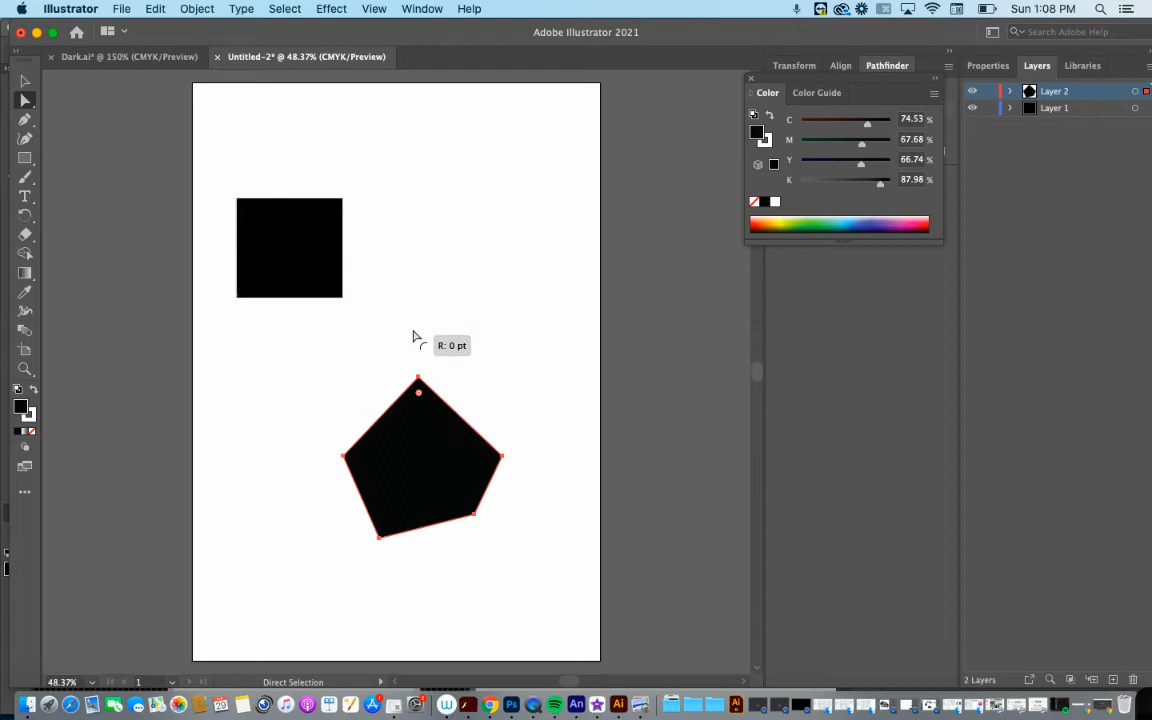 Illustrator File Edit Object Type Select Effect View Window Help Sun 1:08 PM
Adobe Illustrator 2021 Search Adobe Help
Dark.ai* @ 150% (CMYK/Preview) Untitled-2* @ 48.37% (CMYK/Preview)
Transform Align Pathfinder Properties Layers Libraries
Color Color Guide
Layer 2
Layer 1
C 74.53 %
M 67.68 %
Y 66.74 %
K 87.98 %
R: 0 pt
48.37% 1 Direct Selection 2 Layers